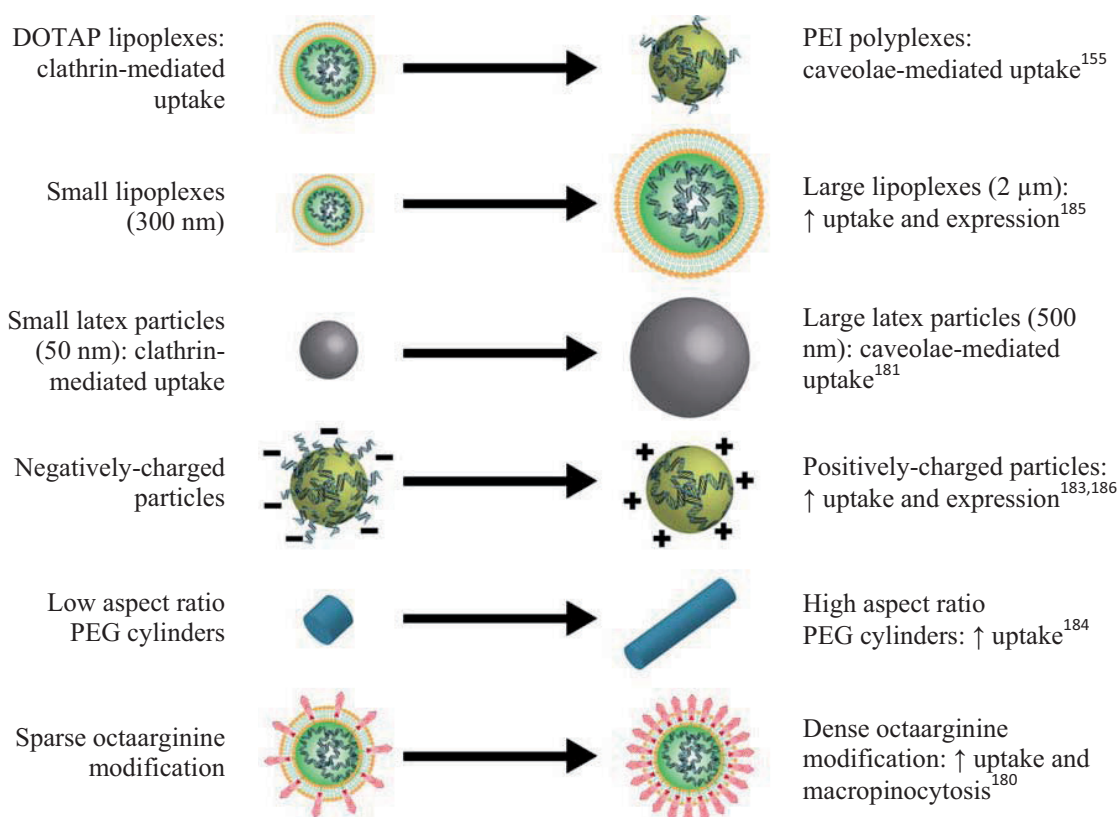 DOTAP lipoplexes:
clathrin-mediated
uptake
PEI polyplexes:
caveolae-mediated uptake155
Small lipoplexes
(300 nm)
Large lipoplexes (2 µm):
↑ uptake and expression185
Small latex particles
(50 nm): clathrin-
mediated uptake
Large latex particles (500
nm): caveolae-mediated
uptake181
Negatively-charged
particles
Positively-charged particles:
↑ uptake and expression183,186
Low aspect ratio
PEG cylinders
High aspect ratio
PEG cylinders: ↑ uptake184
Sparse octaarginine
modification
Dense octaarginine
modification: ↑ uptake and
macropinocytosis180